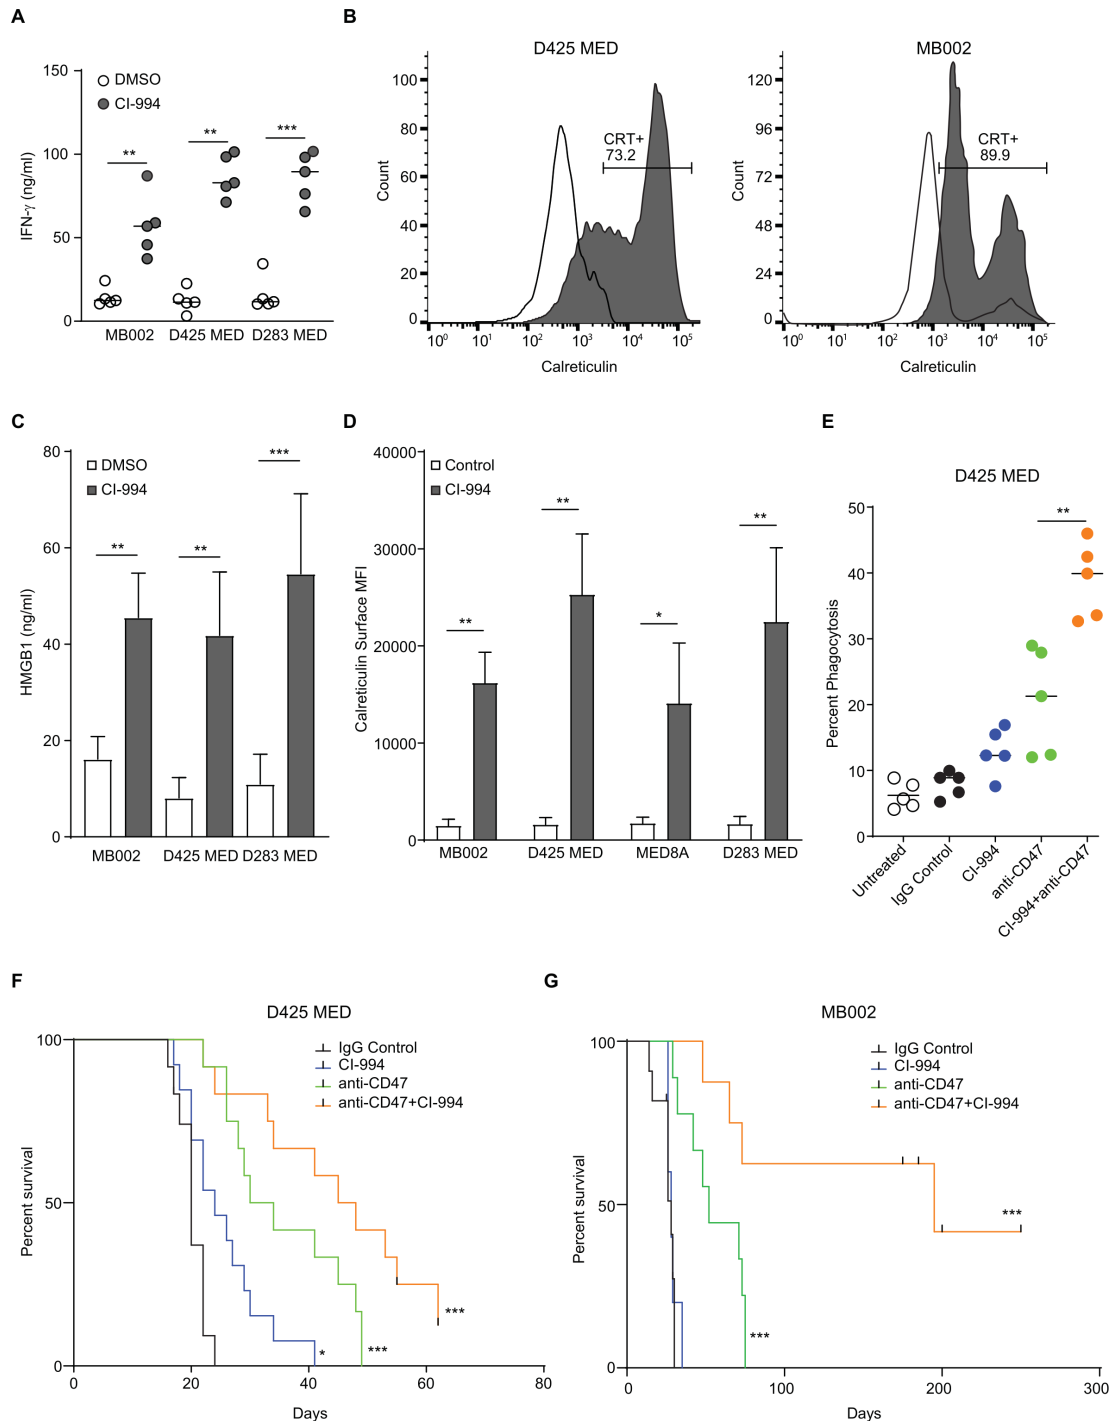 A
IFN-γ (ng/ml)
150
100
50
0
DMSO
CI-994
**
**
***
MB002
D425 MED
D283 MED
B
D425 MED
Count
100
80
60
40
20
0
CRT+
73.2
10⁰
10¹
10²
10³
10⁴
10⁵
Calreticulin
MB002
Count
120
96
72
48
24
0
CRT+
89.9
10⁰
10²
10³
10⁴
10⁵
Calreticulin
C
HMGB1 (ng/ml)
80
60
40
20
0
DMSO
CI-994
**
**
***
MB002
D425 MED
D283 MED
D
Calreticulin Surface MFI
40000
30000
20000
10000
0
Control
CI-994
**
**
*
**
MB002
D425 MED
MED8A
D283 MED
E
D425 MED
Percent Phagocytosis
50
40
30
20
10
0
**
Untreated
IgG Control
CI-994
anti-CD47
CI-994+anti-CD47
F
D425 MED
Percent survival
100
50
0
IgG Control
CI-994
anti-CD47
anti-CD47+CI-994
*
***
***
0
20
40
60
80
Days
G
MB002
Percent survival
100
50
0
IgG Control
CI-994
anti-CD47
anti-CD47+CI-994
***
***
0
100
200
300
Days